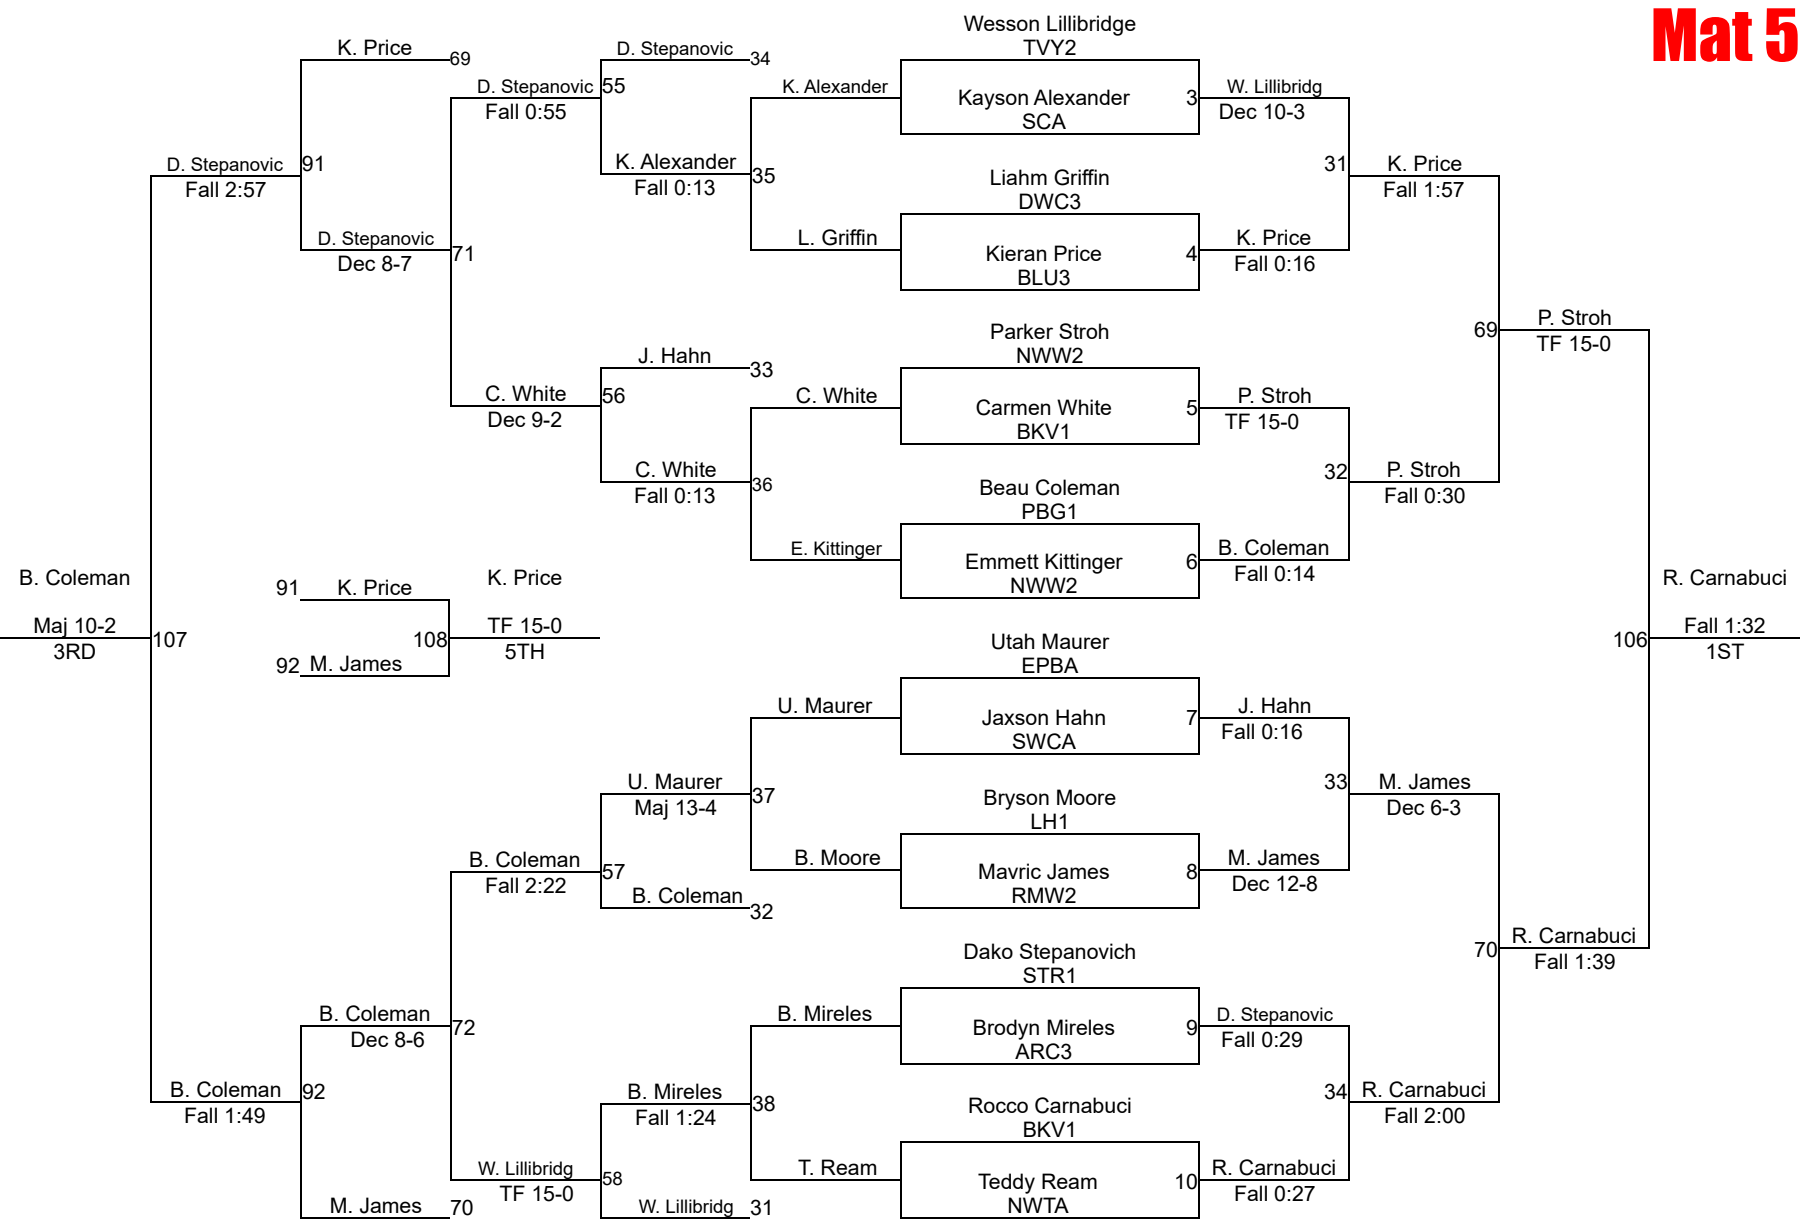 Mat 5
Wesson Lillibridge
TVY2
K. Price
69
D. Stepanovic
34
D. Stepanovic
55
Fall 0:55
K. Alexander
Kayson Alexander
SCA
3
W. Lillibridg
Dec 10-3
D. Stepanovic
Fall 2:57
91
K. Alexander
Fall 0:13
35
Liahm Griffin
DWC3
31
K. Price
Fall 1:57
D. Stepanovic
Dec 8-7
71
L. Griffin
Kieran Price
BLU3
4
K. Price
Fall 0:16
Parker Stroh
NWW2
69
P. Stroh
TF 15-0
J. Hahn
33
C. White
Dec 9-2
56
C. White
Carmen White
BKV1
5
P. Stroh
TF 15-0
C. White
Fall 0:13
36
Beau Coleman
PBG1
32
P. Stroh
Fall 0:30
E. Kittinger
Emmett Kittinger
NWW2
6
B. Coleman
Fall 0:14
B. Coleman
Maj 10-2
3RD
107
91
K. Price
92
M. James
108
K. Price
TF 15-0
5TH
R. Carnabuci
106
Fall 1:32
1ST
Utah Maurer
EPBA
U. Maurer
Jaxson Hahn
SWCA
7
J. Hahn
Fall 0:16
U. Maurer
Maj 13-4
37
Bryson Moore
LH1
33
M. James
Dec 6-3
B. Coleman
Fall 2:22
57
B. Moore
Mavric James
RMW2
8
M. James
Dec 12-8
B. Coleman
32
Dako Stepanovich
STR1
70
R. Carnabuci
Fall 1:39
B. Coleman
Dec 8-6
72
B. Mireles
Brodyn Mireles
ARC3
9
D. Stepanovic
Fall 0:29
B. Coleman
Fall 1:49
92
B. Mireles
Fall 1:24
38
Rocco Carnabuci
BKV1
34
R. Carnabuci
Fall 2:00
W. Lillibridg
TF 15-0
58
T. Ream
Teddy Ream
NWTA
10
R. Carnabuci
Fall 0:27
M. James
70
W. Lillibridg
31